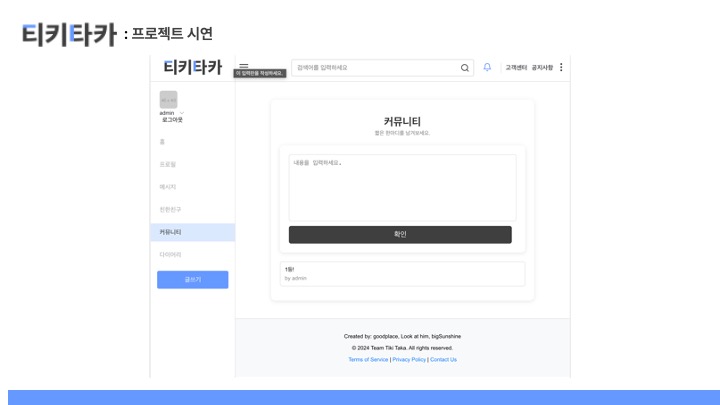 티키타카 : 프로젝트 시연
티키타카
이 입력란을 작성하세요.
검색어를 입력하세요
고객센터 공지사항
admin
로그아웃
홈
프로필
메시지
친한친구
커뮤니티
다이어리
글쓰기
커뮤니티
짧은 한마디를 남겨보세요.
내용을 입력하세요.
확인
1등!
by admin
Created by: goodplace, Look at him, bigSunshine
© 2024 Team Tiki Taka. All rights reserved.
Terms of Service | Privacy Policy | Contact Us